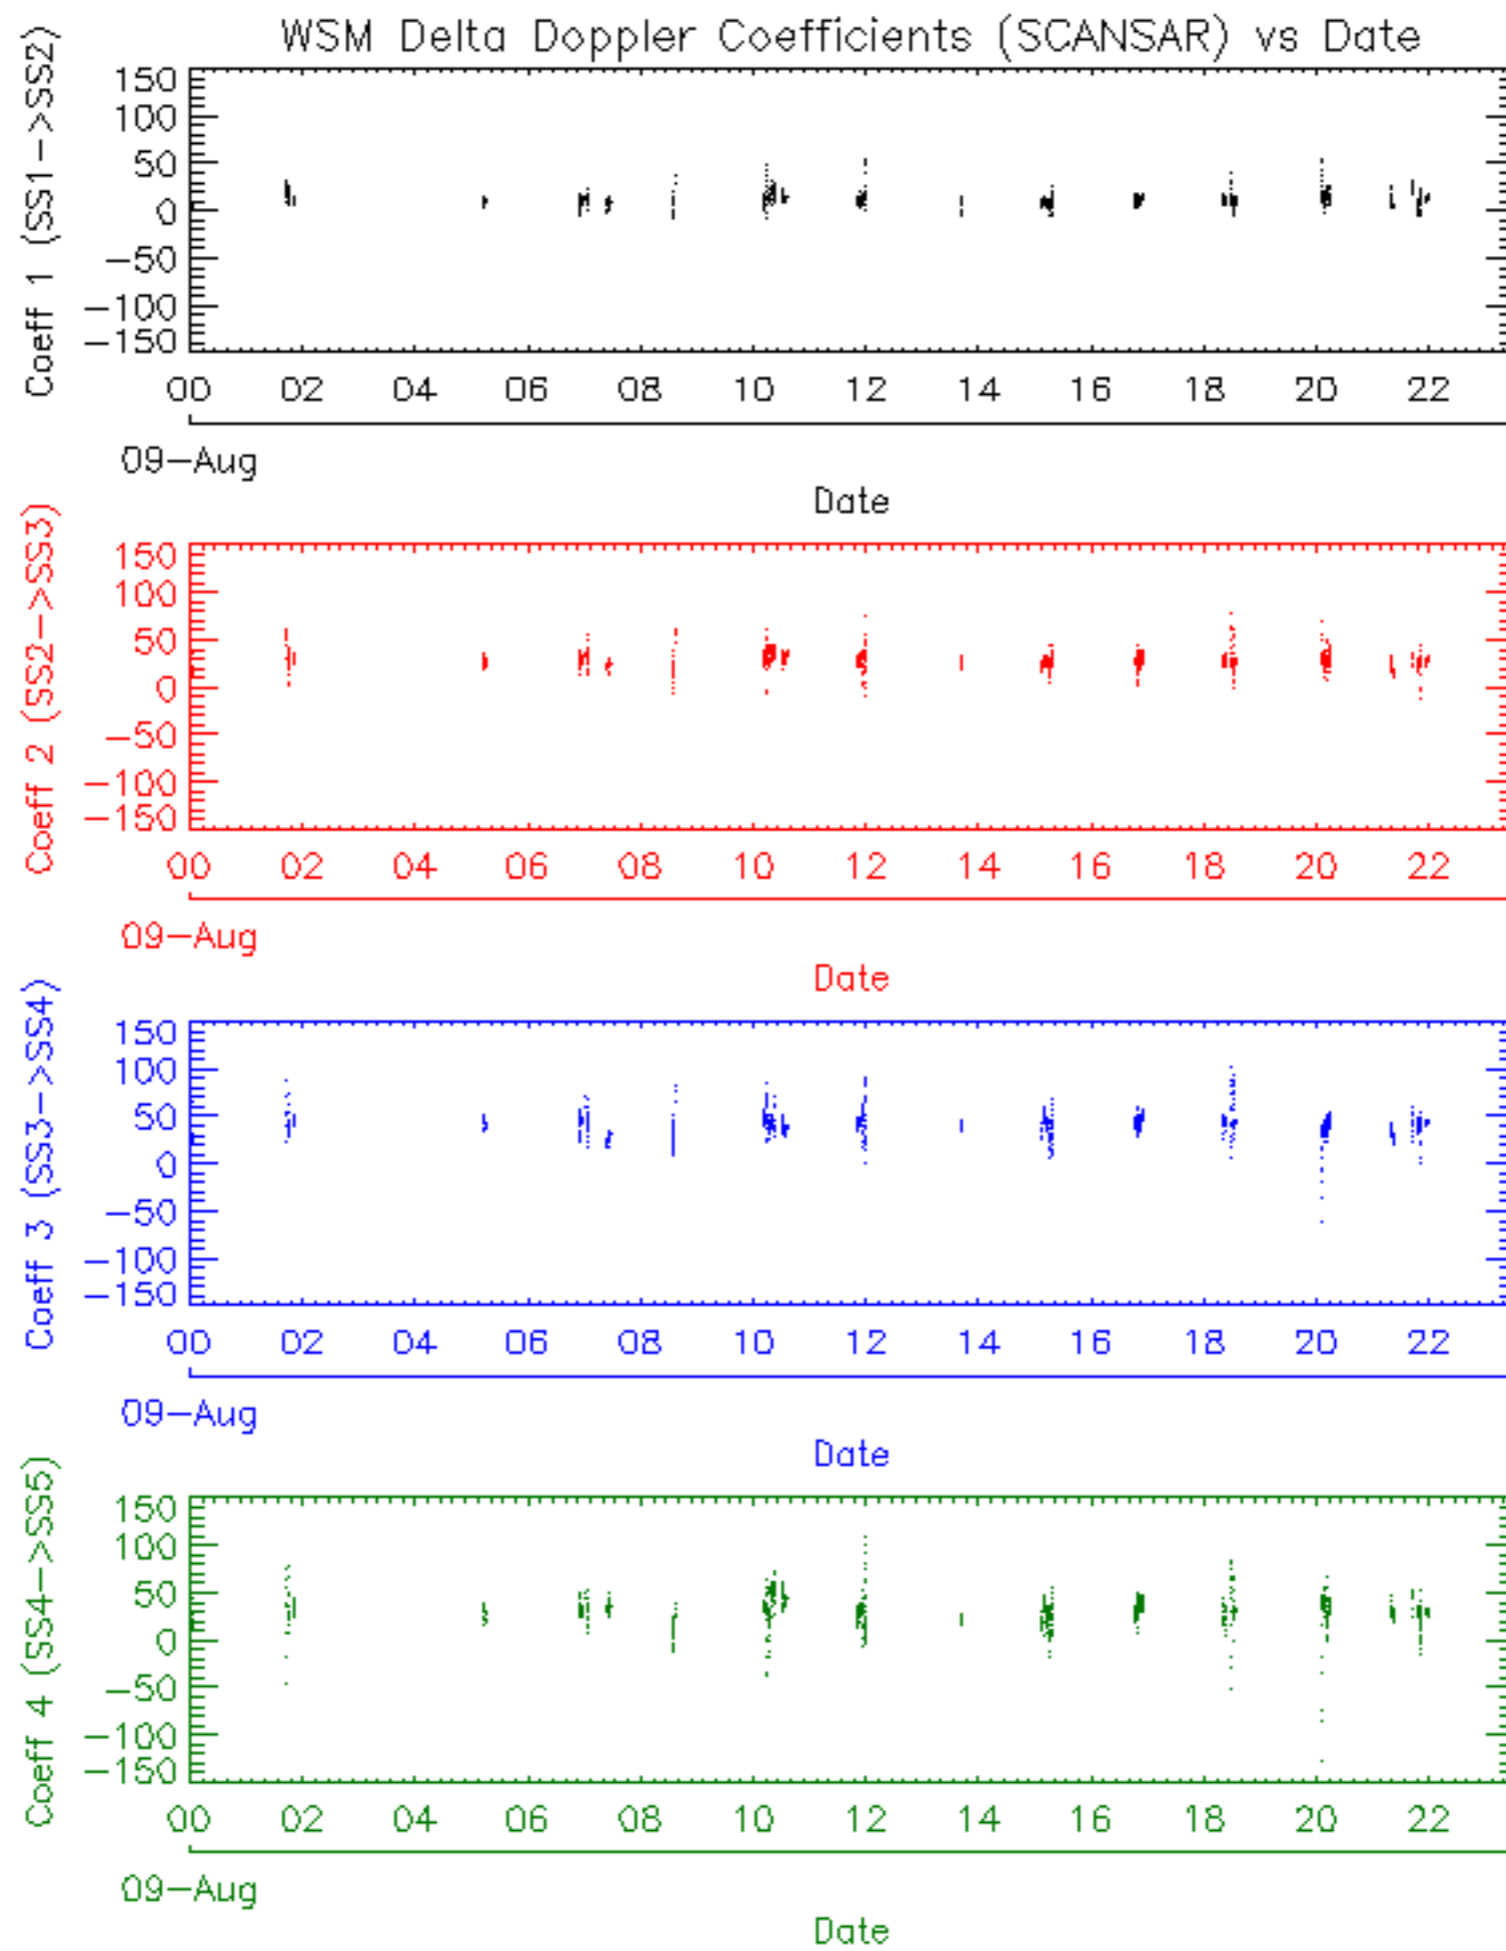 WSM Delta Doppler Coefficients (SCANSAR) vs Date
Coeff 1 (SS1->SS2)
150
100
50
0
-50
-100
-150
00 02 04 06 08 10 12 14 16 18 20 22
09-Aug
Date
Coeff 2 (SS2->SS3)
150
100
50
0
-50
-100
-150
00 02 04 06 08 10 12 14 16 18 20 22
09-Aug
Date
Coeff 3 (SS3->SS4)
150
100
50
0
-50
-100
-150
00 02 04 06 08 10 12 14 16 18 20 22
09-Aug
Date
Coeff 4 (SS4->SS5)
150
100
50
0
-50
-100
-150
00 02 04 06 08 10 12 14 16 18 20 22
09-Aug
Date